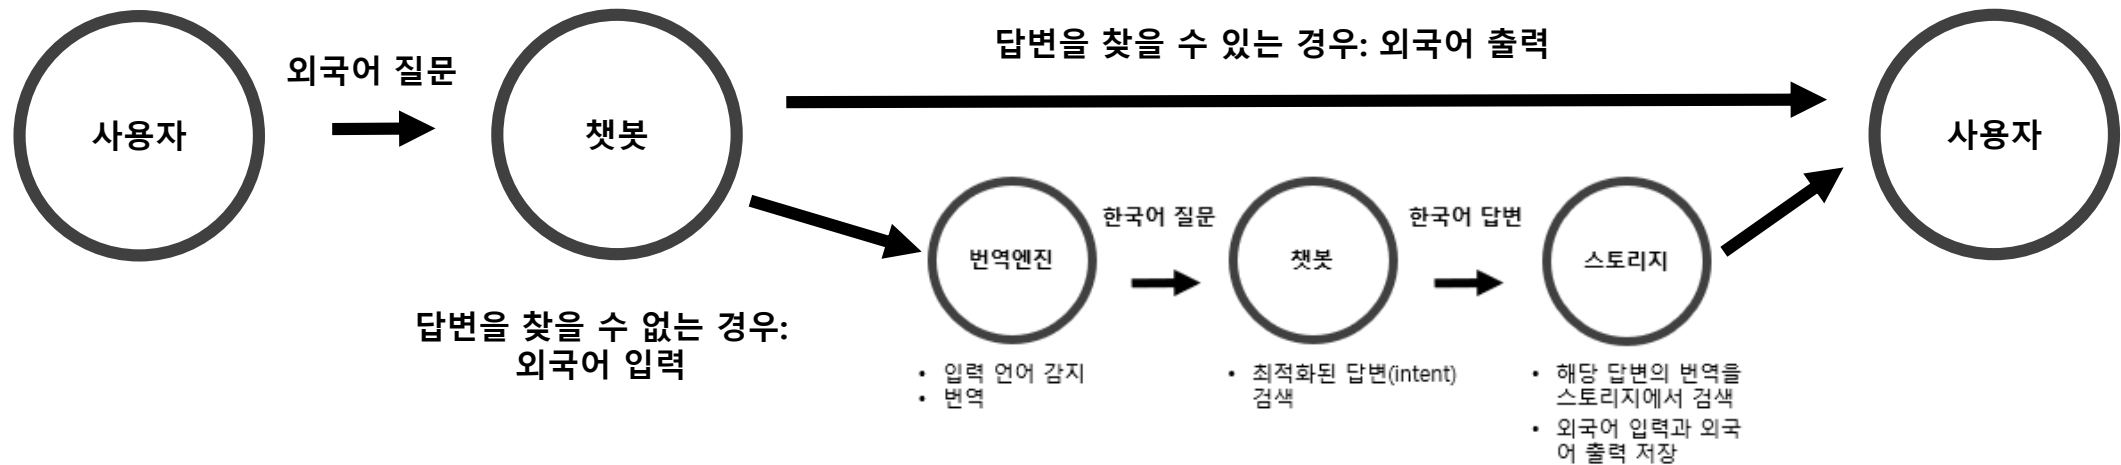 사용자
외국어 질문
챗봇
답변을 찾을 수 있는 경우: 외국어 출력
사용자
답변을 찾을 수 없는 경우:
외국어 입력
번역엔진
• 입력 언어 감지
• 번역
한국어 질문
챗봇
• 최적화된 답변(intent)
검색
한국어 답변
스토리지
• 해당 답변의 번역을
스토리지에서 검색
• 외국어 입력과 외국
어 출력 저장